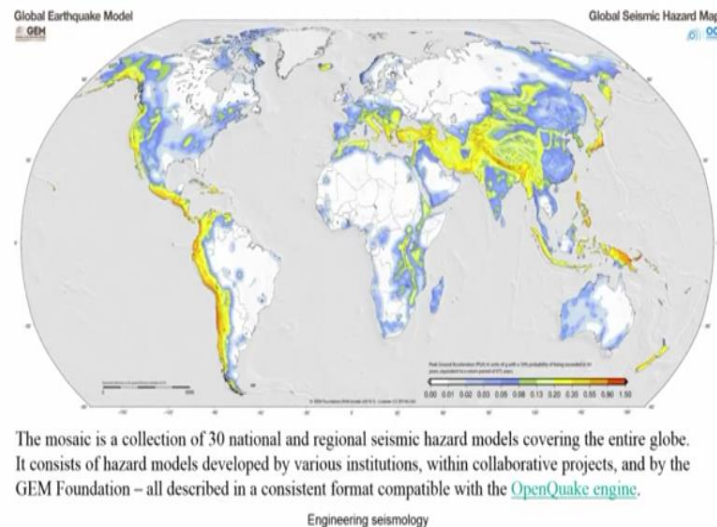 Global Earthquake Model
Global Seismic Hazard Map
GEM
0.00 0.01 0.02 0.03 0.05 0.08 0.13 0.20 0.35 0.55 0.90 1.50
The mosaic is a collection of 30 national and regional seismic hazard models covering the entire globe.
It consists of hazard models developed by various institutions, within collaborative projects, and by the
GEM Foundation – all described in a consistent format compatible with the OpenQuake engine.
Engineering seismology